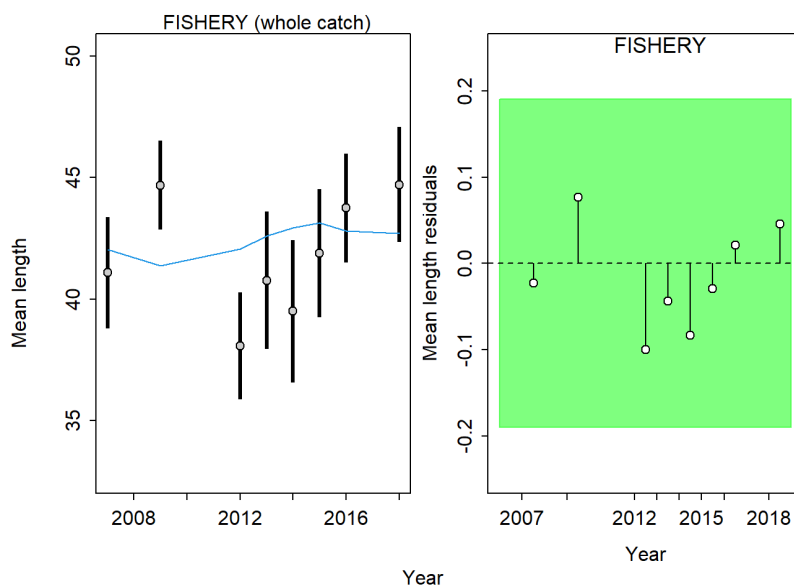 FISHERY (whole catch)
Mean length
50
45
40
35
2008
2012
2016
Year
FISHERY
Mean length residuals
0.2
0.1
0.0
-0.1
-0.2
2007
2012
2015
2018
Year